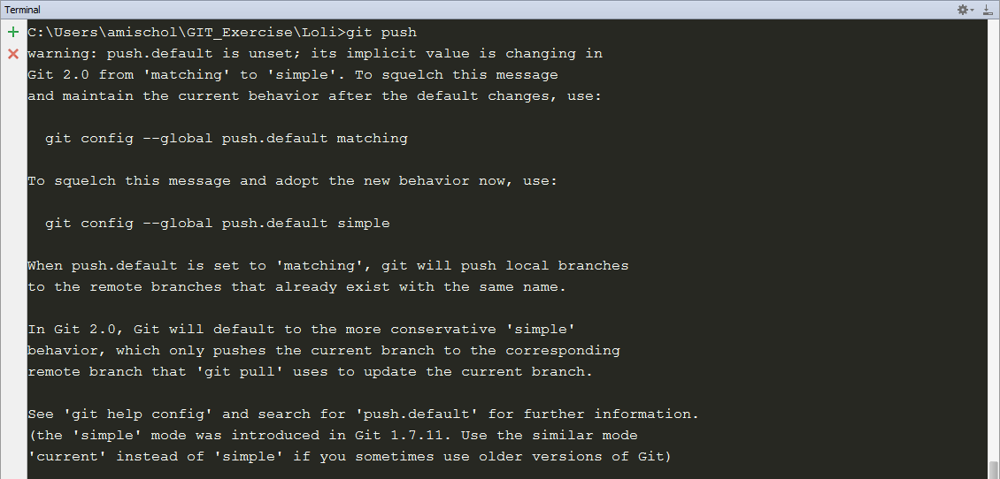 Terminal
C:\Users\amischol\GIT_Exercise\Loli>git push
warning: push.default is unset; its implicit value is changing in
Git 2.0 from 'matching' to 'simple'. To squelch this message
and maintain the current behavior after the default changes, use:
git config --global push.default matching
To squelch this message and adopt the new behavior now, use:
git config --global push.default simple
When push.default is set to 'matching', git will push local branches
to the remote branches that already exist with the same name.
In Git 2.0, Git will default to the more conservative 'simple'
behavior, which only pushes the current branch to the corresponding
remote branch that 'git pull' uses to update the current branch.
See 'git help config' and search for 'push.default' for further information.
(the 'simple' mode was introduced in Git 1.7.11. Use the similar mode
'current' instead of 'simple' if you sometimes use older versions of Git)